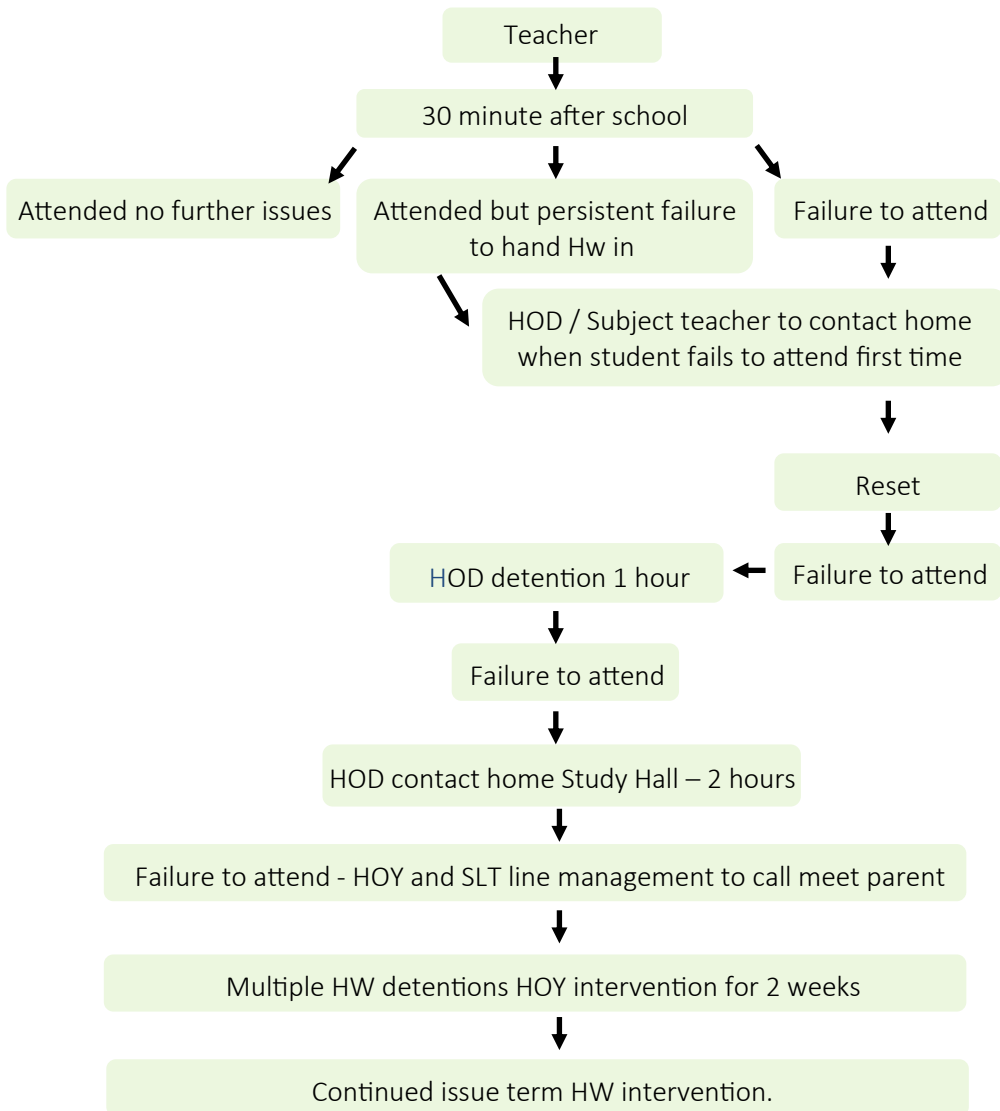 Teacher
30 minute after school
Attended no further issues
Attended but persistent failure
to hand Hw in
Failure to attend
HOD / Subject teacher to contact home
when student fails to attend first time
Reset
Failure to attend
HOD detention 1 hour
Failure to attend
HOD contact home Study Hall – 2 hours
Failure to attend - HOY and SLT line management to call meet parent
Multiple HW detentions HOY intervention for 2 weeks
Continued issue term HW intervention.